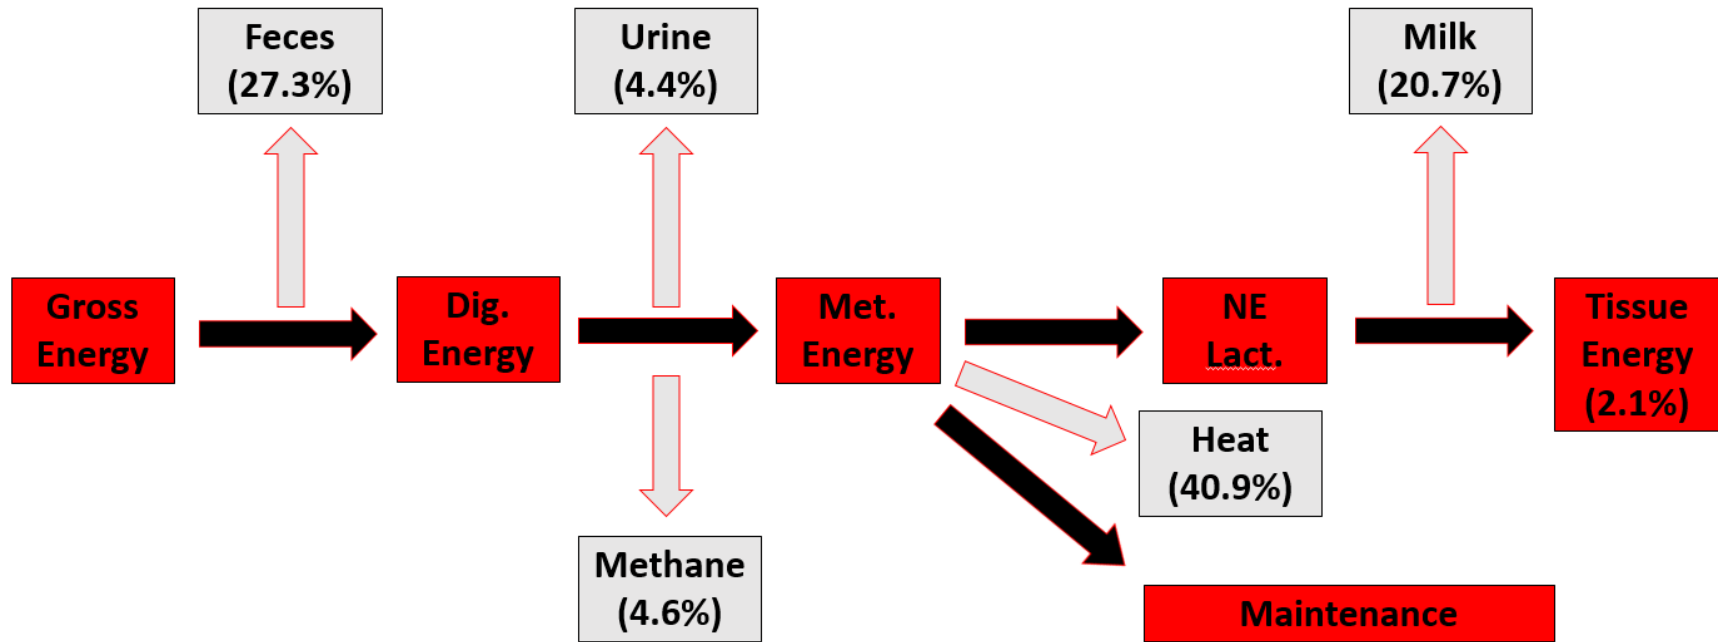 Feces
(27.3%)
Urine
(4.4%)
Milk
(20.7%)
Gross
Energy
Dig.
Energy
Met.
Energy
NE
Lact.
Tissue
Energy
(2.1%)
Heat
(40.9%)
Methane
(4.6%)
Maintenance